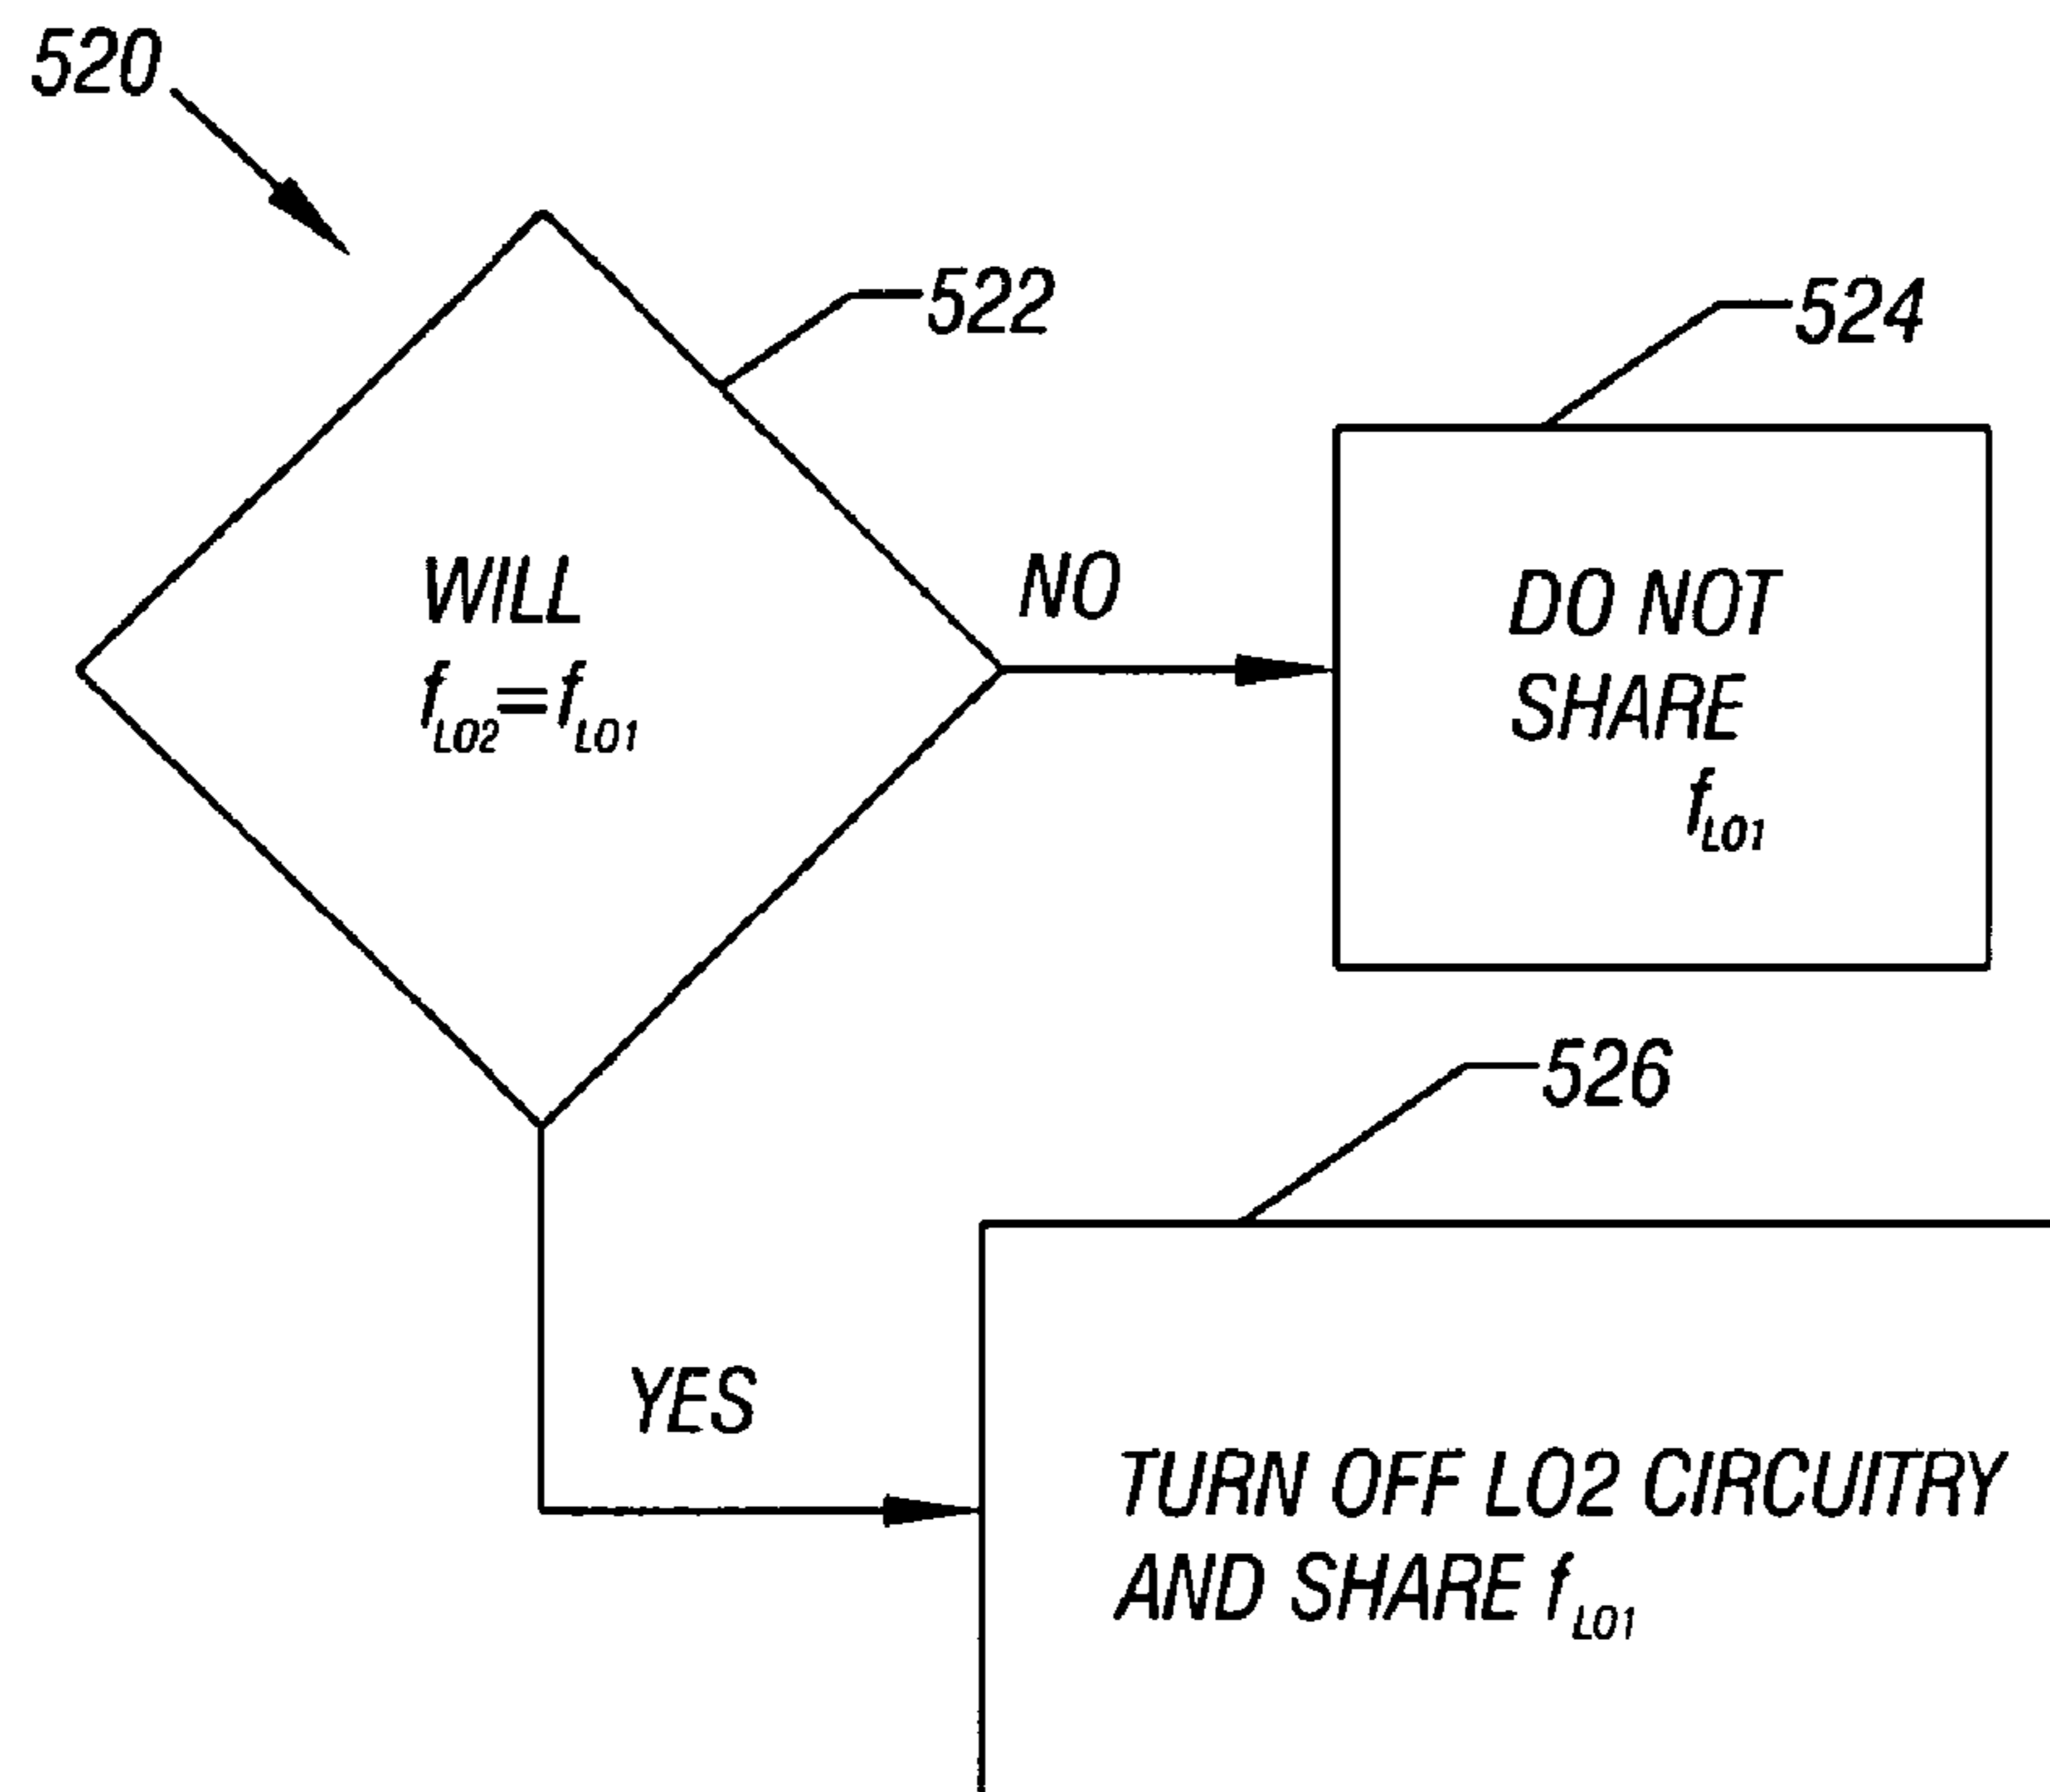 520
522
524
WILL
fLO2=fLO1
NO
DO NOT
SHARE
fLO1
526
YES
TURN OFF LO2 CIRCUITRY
AND SHARE fLO1